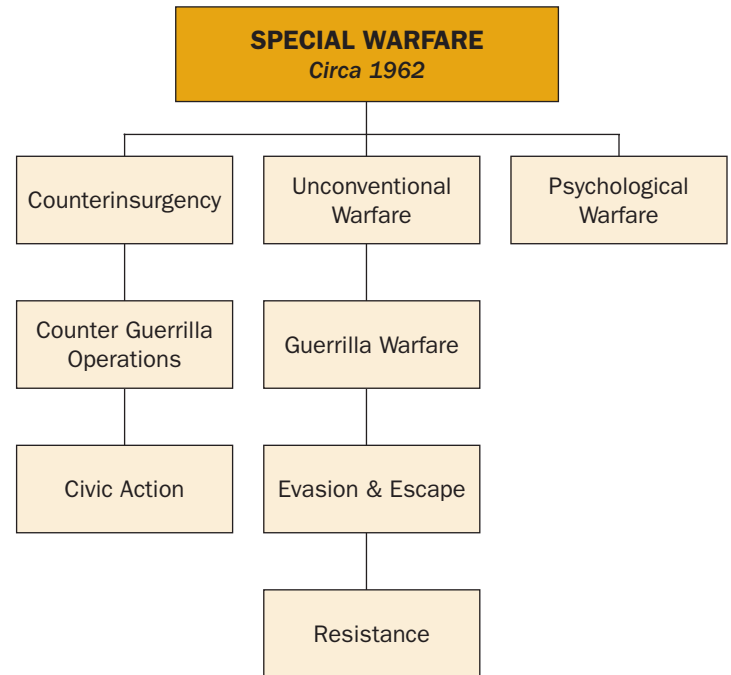 SPECIAL WARFARE
Circa 1962
Counterinsurgency
Unconventional
Warfare
Psychological
Warfare
Counter Guerrilla
Operations
Guerrilla Warfare
Civic Action
Evasion & Escape
Resistance